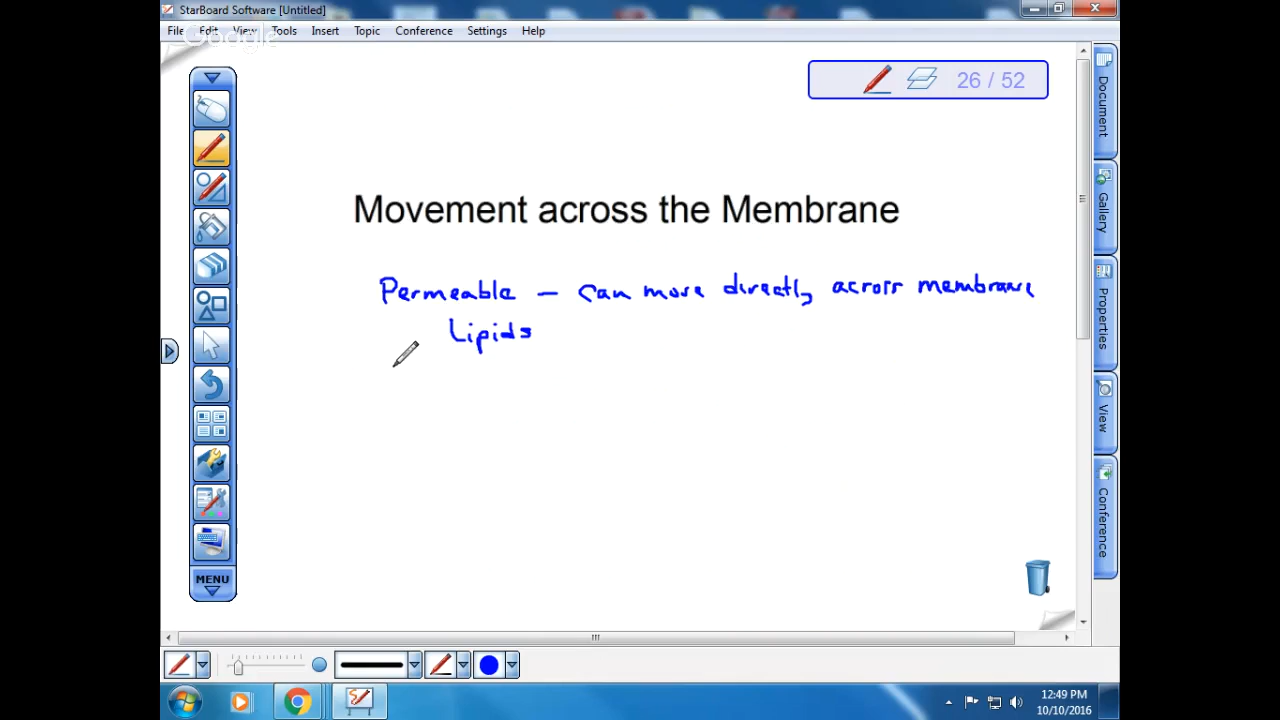 StarBoard Software [Untitled]
File Edit View Tools Insert Topic Conference Settings Help
Google
26 / 52
Document
Gallery
Movement across the Membrane
Permeable — can move directly across membrane
Lipids
Properties
View
Conference
MENU
12:49 PM
10/10/2016